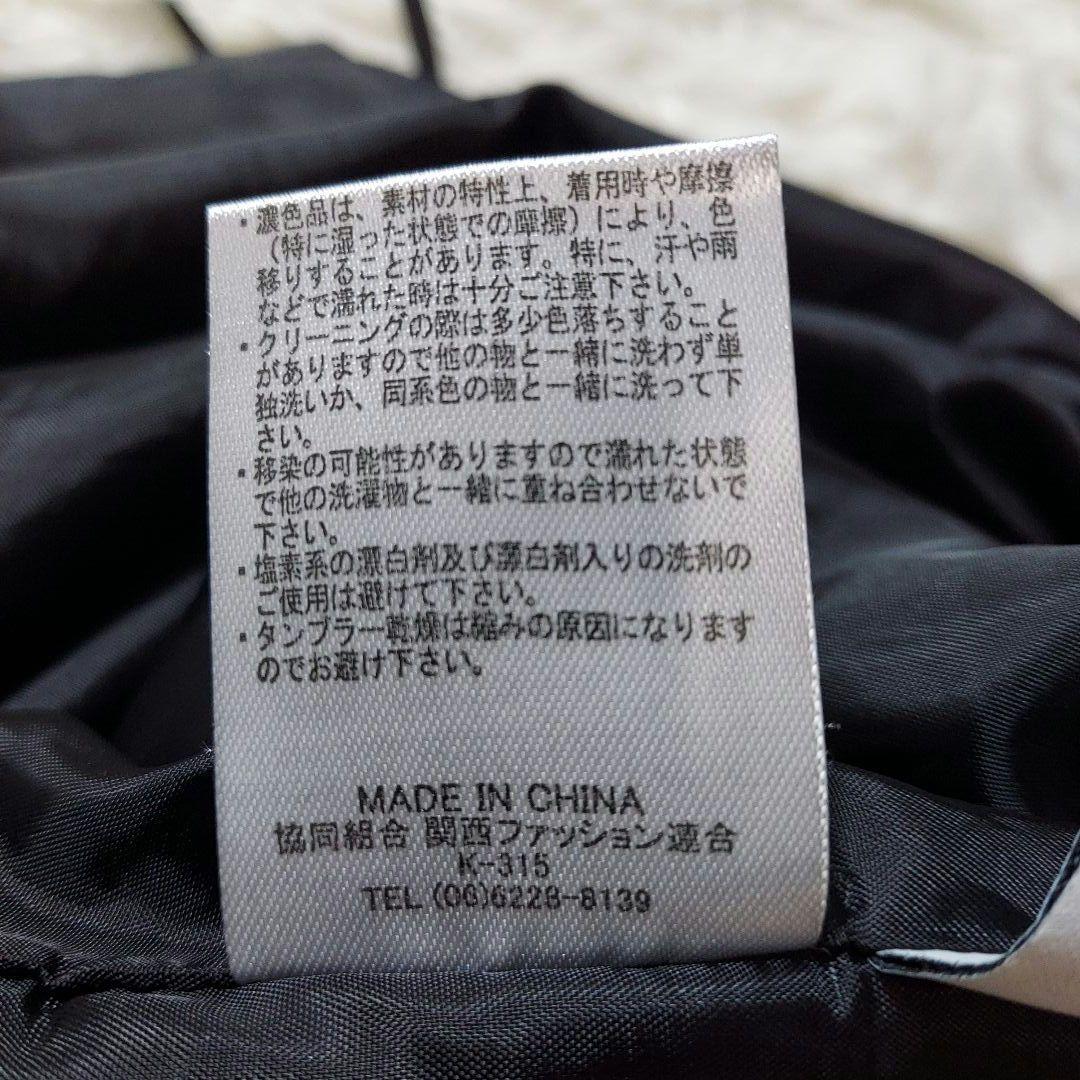 ・濃色品は、素材の特性上、着用時や摩擦
（特に湿った状態での摩擦）により、色
移りすることがあります。特に、汗や雨
などで濡れた時は十分ご注意下さい。
・クリーニングの際は多少色落ちすること
がありますので他の物と一緒に洗わず単
独洗いか、同系色の物と一緒に洗って下
さい。
・移染の可能性がありますので濡れた状態
で他の洗濯物と一緒に重ね合わせないで
下さい。
・塩素系の漂白剤及び漂白剤入りの洗剤の
ご使用は避けて下さい。
・タンブラー乾燥は縮みの原因になります
のでお避け下さい。
MADE IN CHINA
協同組合 関西ファッション連合
K-315
TEL (06)6228-8139